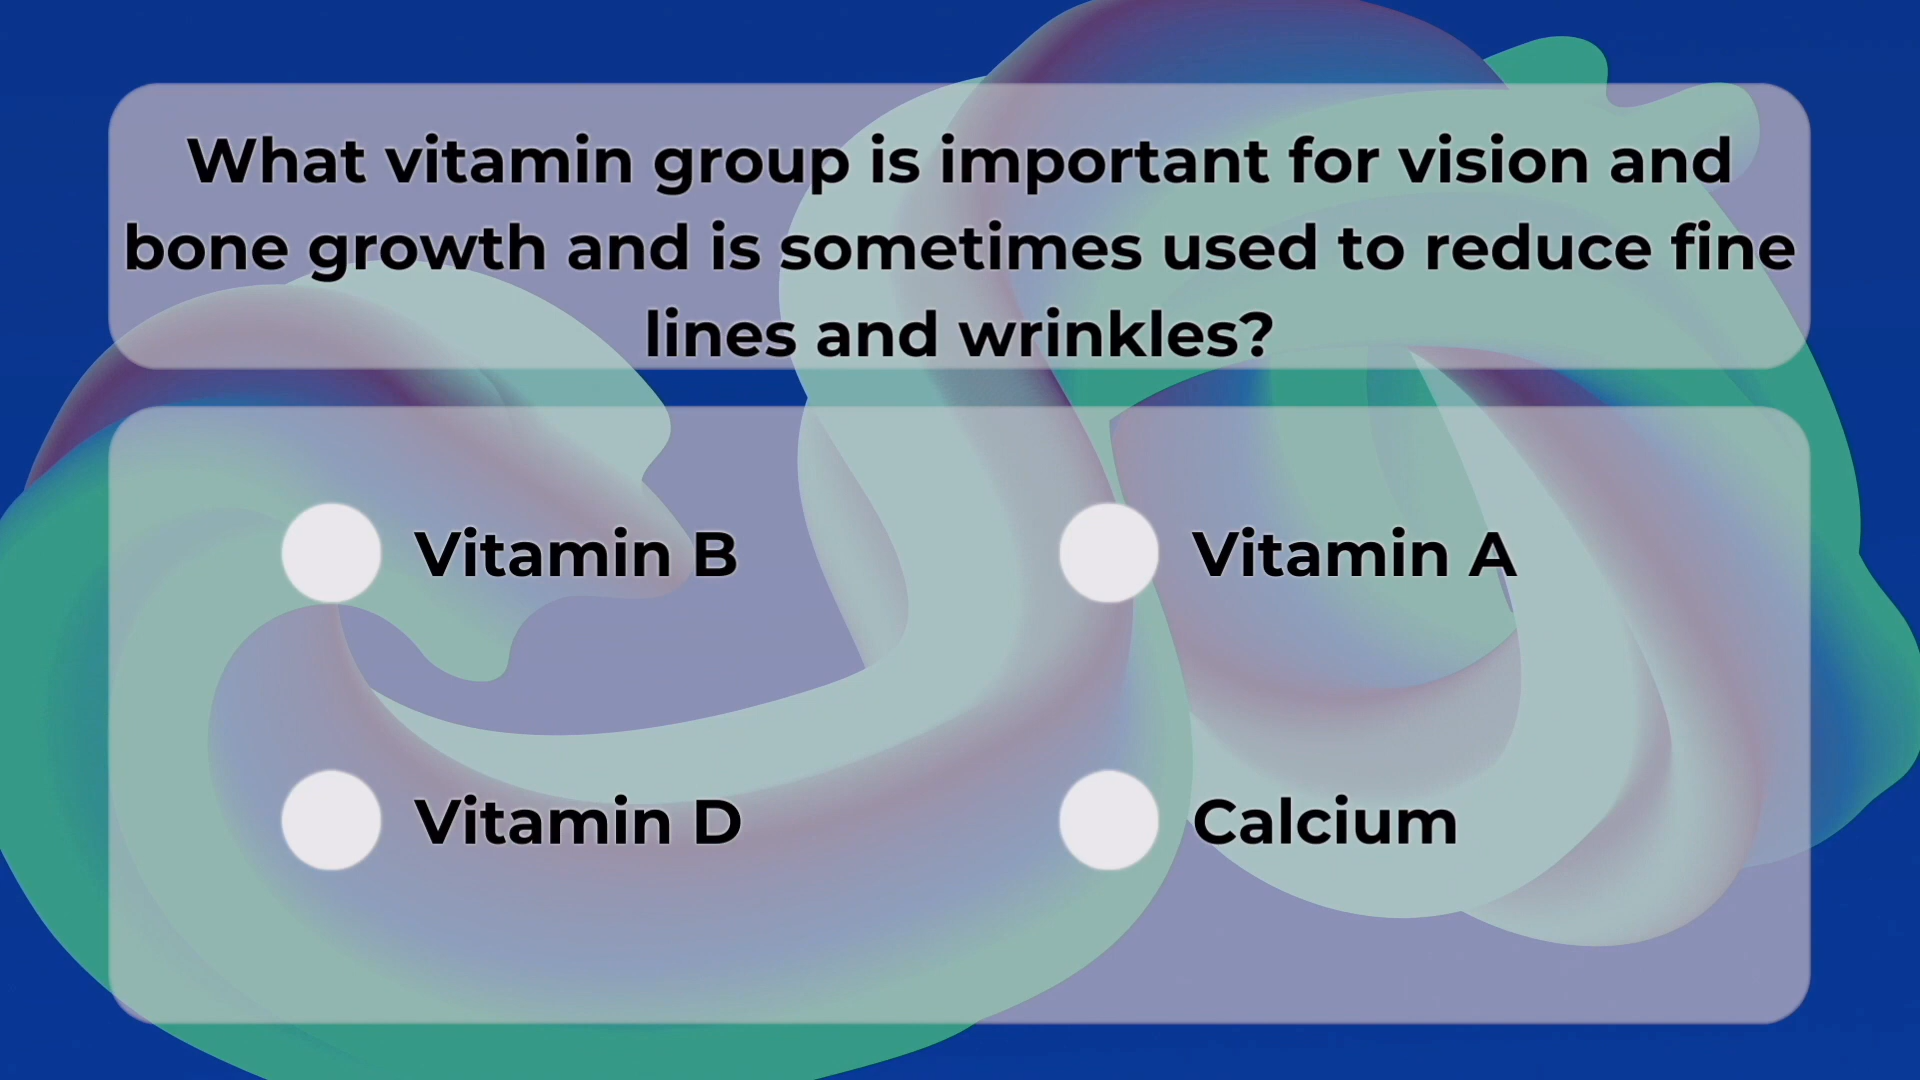 What vitamin group is important for vision and
bone growth and is sometimes used to reduce fine
lines and wrinkles?
Vitamin B
Vitamin A
Vitamin D
Calcium